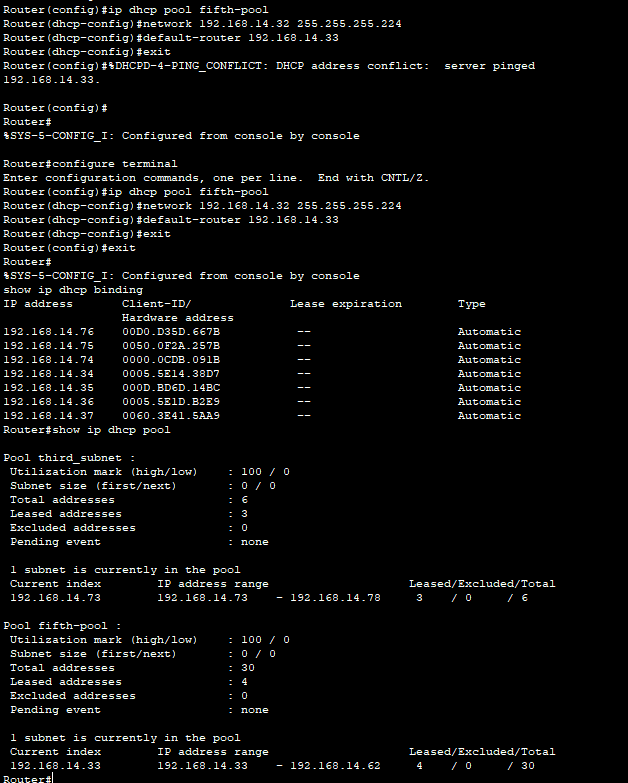 Router(config)#ip dhcp pool fifth-pool
Router(dhcp-config)#network 192.168.14.32 255.255.255.224
Router(dhcp-config)#default-router 192.168.14.33
Router(dhcp-config)#exit
Router(config)#%DHCPD-4-PING_CONFLICT: DHCP address conflict:  server pinged
192.168.14.33.

Router(config)#
Router#
%SYS-5-CONFIG_I: Configured from console by console

Router#configure terminal
Enter configuration commands, one per line.  End with CNTL/Z.
Router(config)#ip dhcp pool fifth-pool
Router(dhcp-config)#network 192.168.14.32 255.255.255.224
Router(dhcp-config)#default-router 192.168.14.33
Router(dhcp-config)#exit
Router(config)#exit
Router#
%SYS-5-CONFIG_I: Configured from console by console
show ip dhcp binding
IP address       Client-ID/              Lease expiration        Type
                 Hardware address
192.168.14.76    00D0.D35D.667B           --                     Automatic
192.168.14.75    0050.0F2A.257B           --                     Automatic
192.168.14.74    0000.0CDB.091B           --                     Automatic
192.168.14.34    0005.5E14.38D7           --                     Automatic
192.168.14.35    000D.BD6D.14BC           --                     Automatic
192.168.14.36    0005.5E1D.B2E9           --                     Automatic
192.168.14.37    0060.3E41.5AA9           --                     Automatic
Router#show ip dhcp pool

Pool third_subnet :
 Utilization mark (high/low)    : 100 / 0
 Subnet size (first/next)       : 0 / 0
 Total addresses                : 6
 Leased addresses               : 3
 Excluded addresses             : 0
 Pending event                  : none

 1 subnet is currently in the pool
 Current index        IP address range                    Leased/Excluded/Total
 192.168.14.73        192.168.14.73    - 192.168.14.78     3    / 0     / 6

Pool fifth-pool :
 Utilization mark (high/low)    : 100 / 0
 Subnet size (first/next)       : 0 / 0
 Total addresses                : 30
 Leased addresses               : 4
 Excluded addresses             : 0
 Pending event                  : none

 1 subnet is currently in the pool
 Current index        IP address range                    Leased/Excluded/Total
 192.168.14.33        192.168.14.33    - 192.168.14.62     4    / 0     / 30
Router#